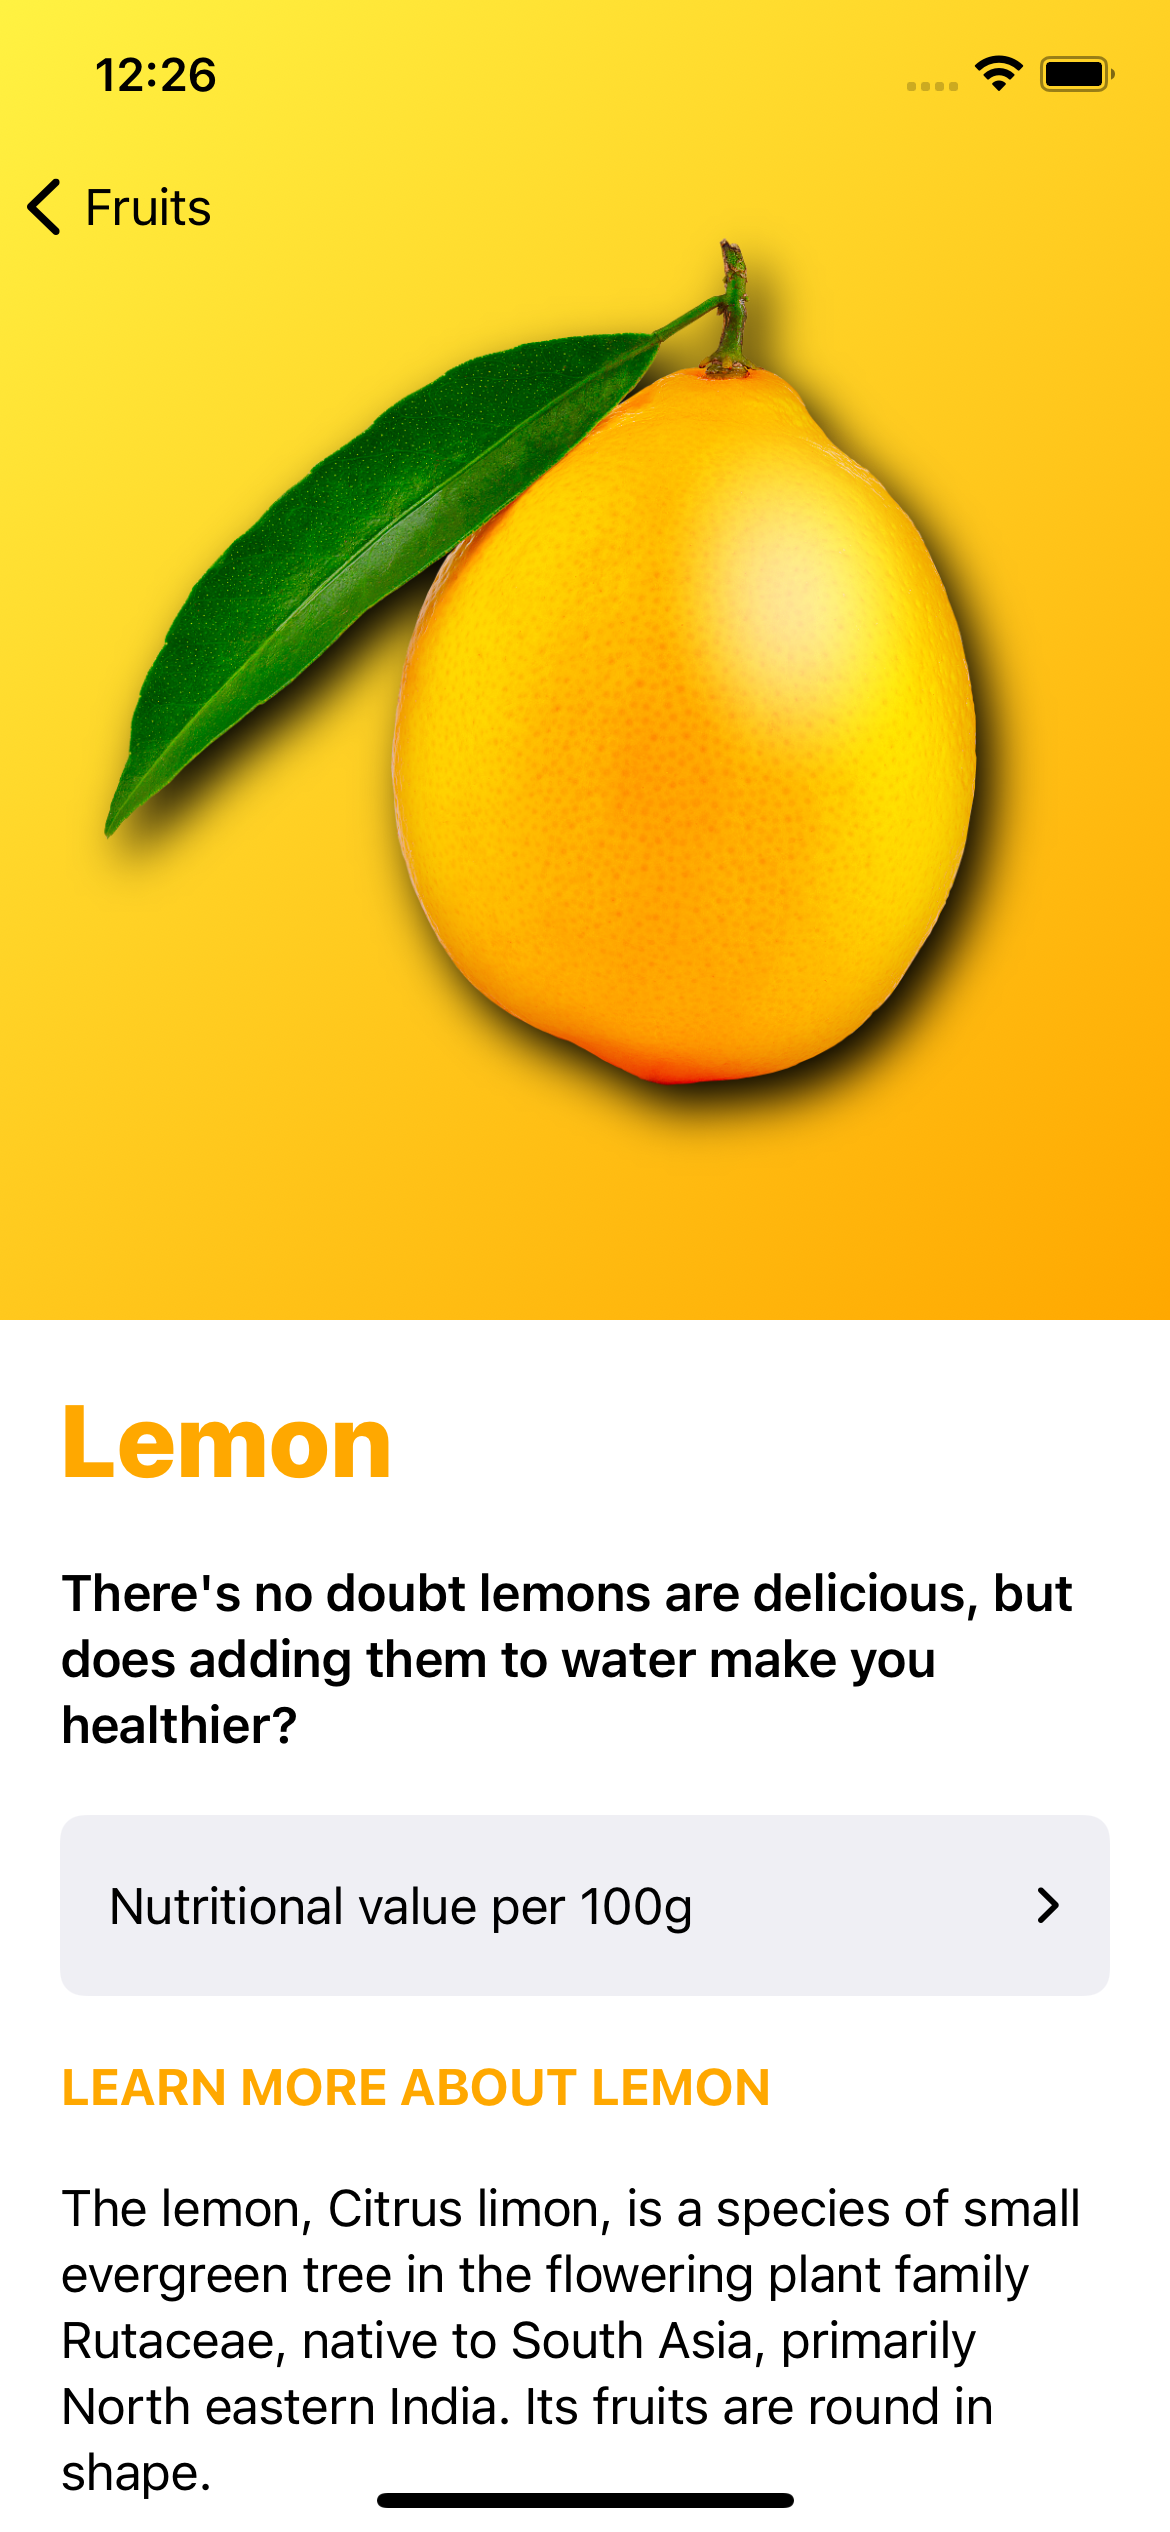 12:26
Fruits
Lemon
There's no doubt lemons are delicious, but
does adding them to water make you
healthier?
Nutritional value per 100g
LEARN MORE ABOUT LEMON
The lemon, Citrus limon, is a species of small
evergreen tree in the flowering plant family
Rutaceae, native to South Asia, primarily
North eastern India. Its fruits are round in
shape.